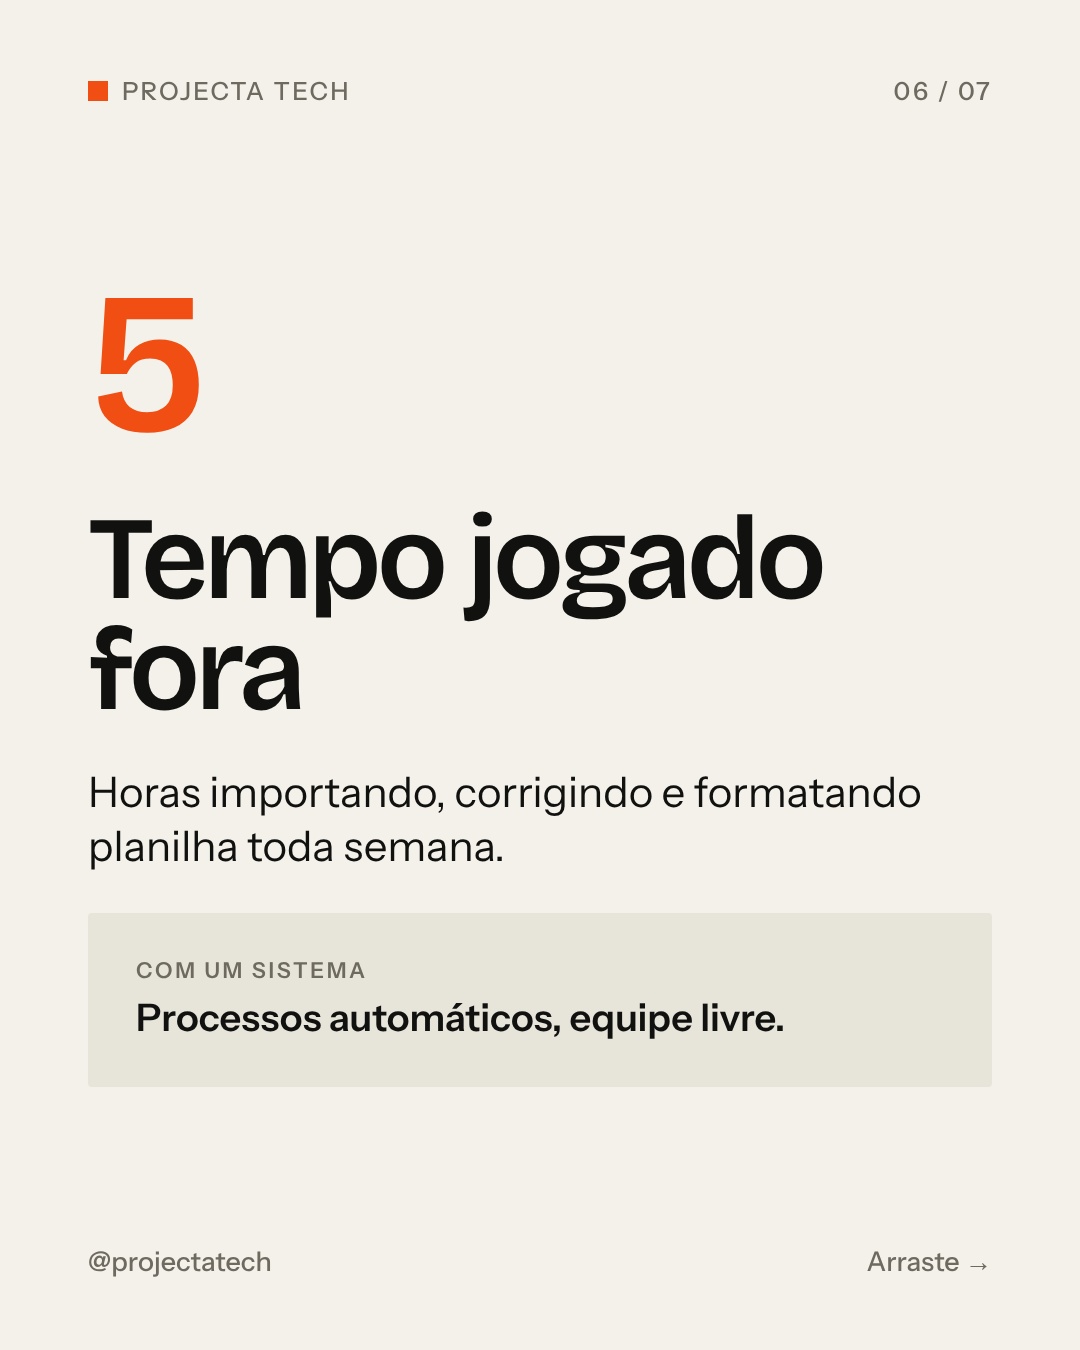 PROJECTA TECH
06 / 07
5
Tempo jogado
fora
Horas importando, corrigindo e formatando
planilha toda semana.
COM UM SISTEMA
Processos automáticos, equipe livre.
@projectatech
Arraste →